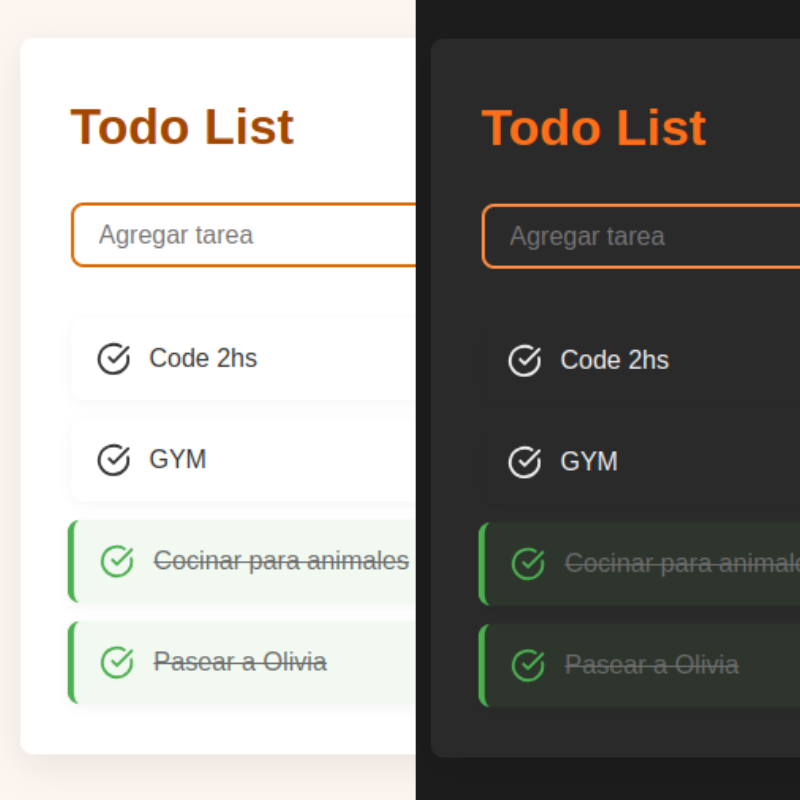 Todo List
Agregar tarea
Code 2hs
GYM
Cocinar para animales
Pasear a Olivia
Todo List
Agregar tarea
Code 2hs
GYM
Cocinar para animale
Pasear a Olivia